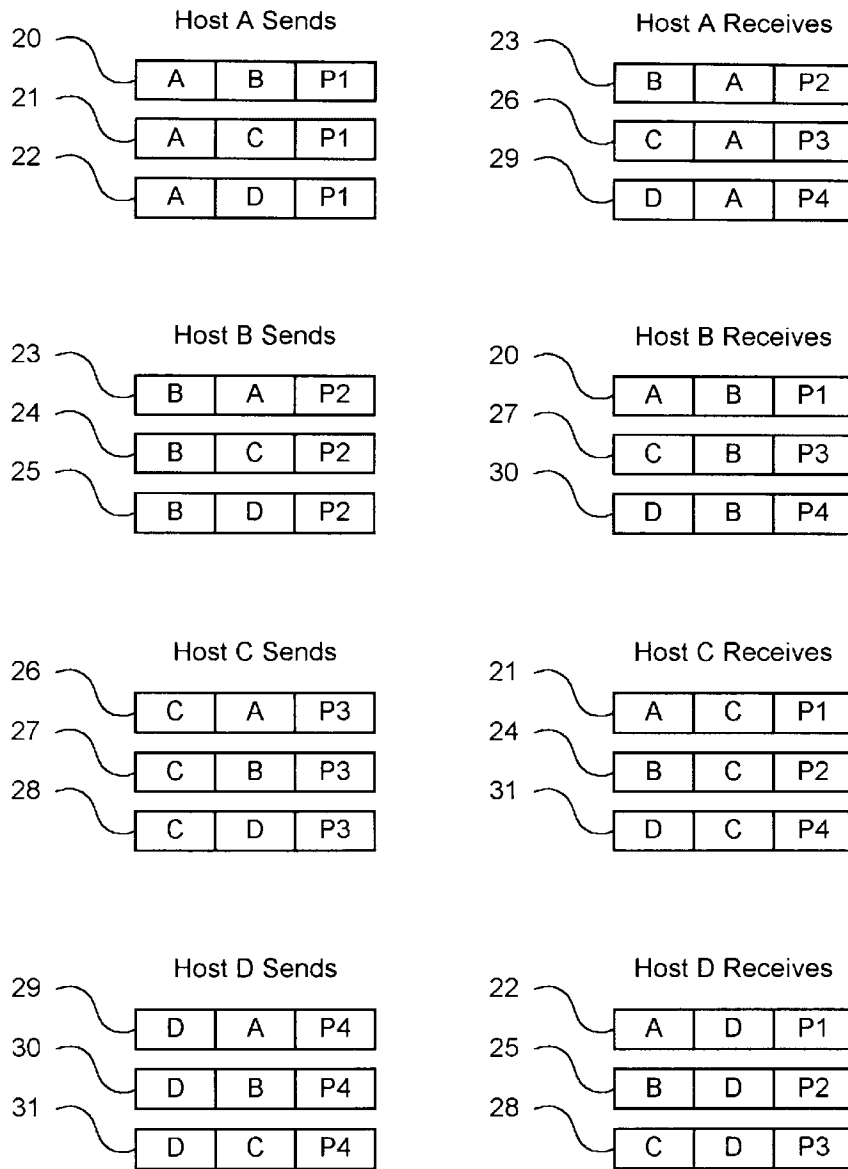 Host A Sends
20 A B P1
21 A C P1
22 A D P1
Host A Receives
23 B A P2
26 C A P3
29 D A P4
Host B Sends
23 B A P2
24 B C P2
25 B D P2
Host B Receives
20 A B P1
27 C B P3
30 D B P4
Host C Sends
26 C A P3
27 C B P3
28 C D P3
Host C Receives
21 A C P1
24 B C P2
31 D C P4
Host D Sends
29 D A P4
30 D B P4
31 D C P4
Host D Receives
22 A D P1
25 B D P2
28 C D P3